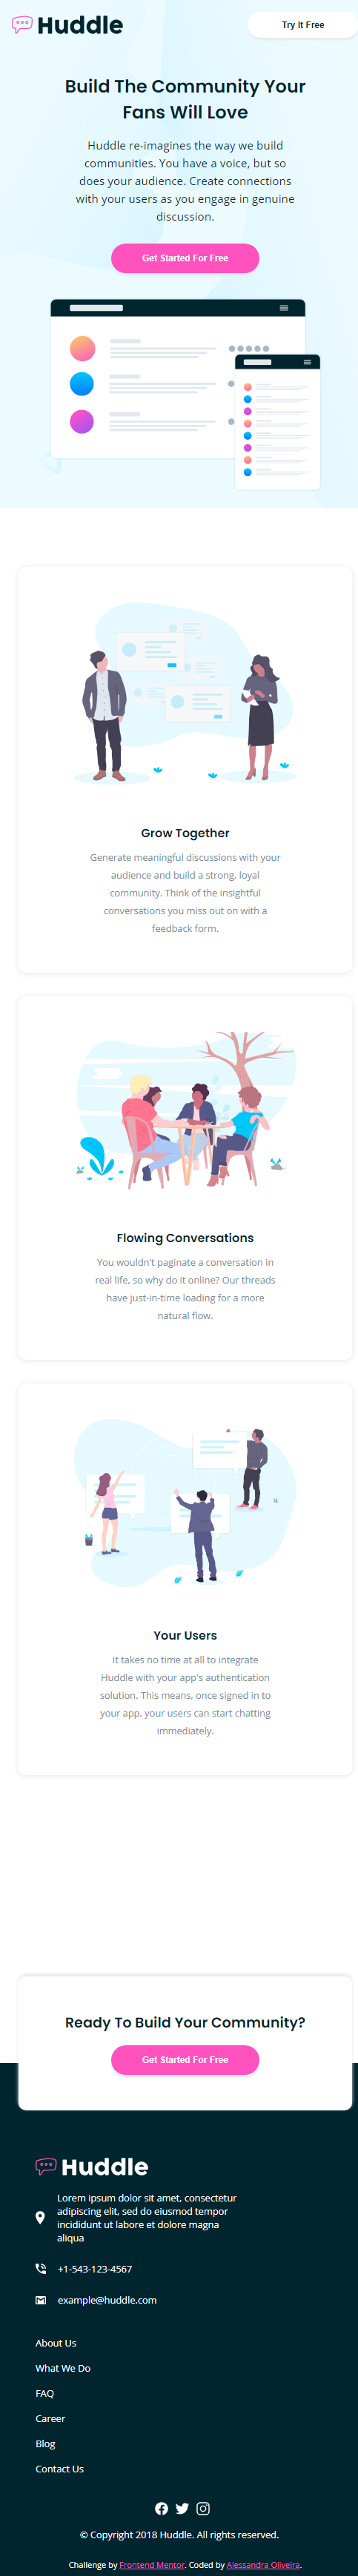 Huddle
Try It Free
Build The Community Your
Fans Will Love
Huddle re-imagines the way we build
communities. You have a voice, but so
does your audience. Create connections
with your users as you engage in genuine
discussion.
Get Started For Free
Grow Together
Generate meaningful discussions with your
audience and build a strong, loyal
community. Think of the insightful
conversations you miss out on with a
feedback form.
Flowing Conversations
You wouldn't paginate a conversation in
real life, so why do it online? Our threads
have just-in-time loading for a more
natural flow.
Your Users
It takes no time at all to integrate
Huddle with your app's authentication
solution. This means, once signed in to
your app, your users can start chatting
immediately.
Ready To Build Your Community?
Get Started For Free
Huddle
Lorem ipsum dolor sit amet, consectetur
adipiscing elit, sed do eiusmod tempor
incididunt ut labore et dolore magna
aliqua
+1-543-123-4567
example@huddle.com
About Us
What We Do
FAQ
Career
Blog
Contact Us
© Copyright 2018 Huddle. All rights reserved.
Challenge by Frontend Mentor. Coded by Alessandra Oliveira.